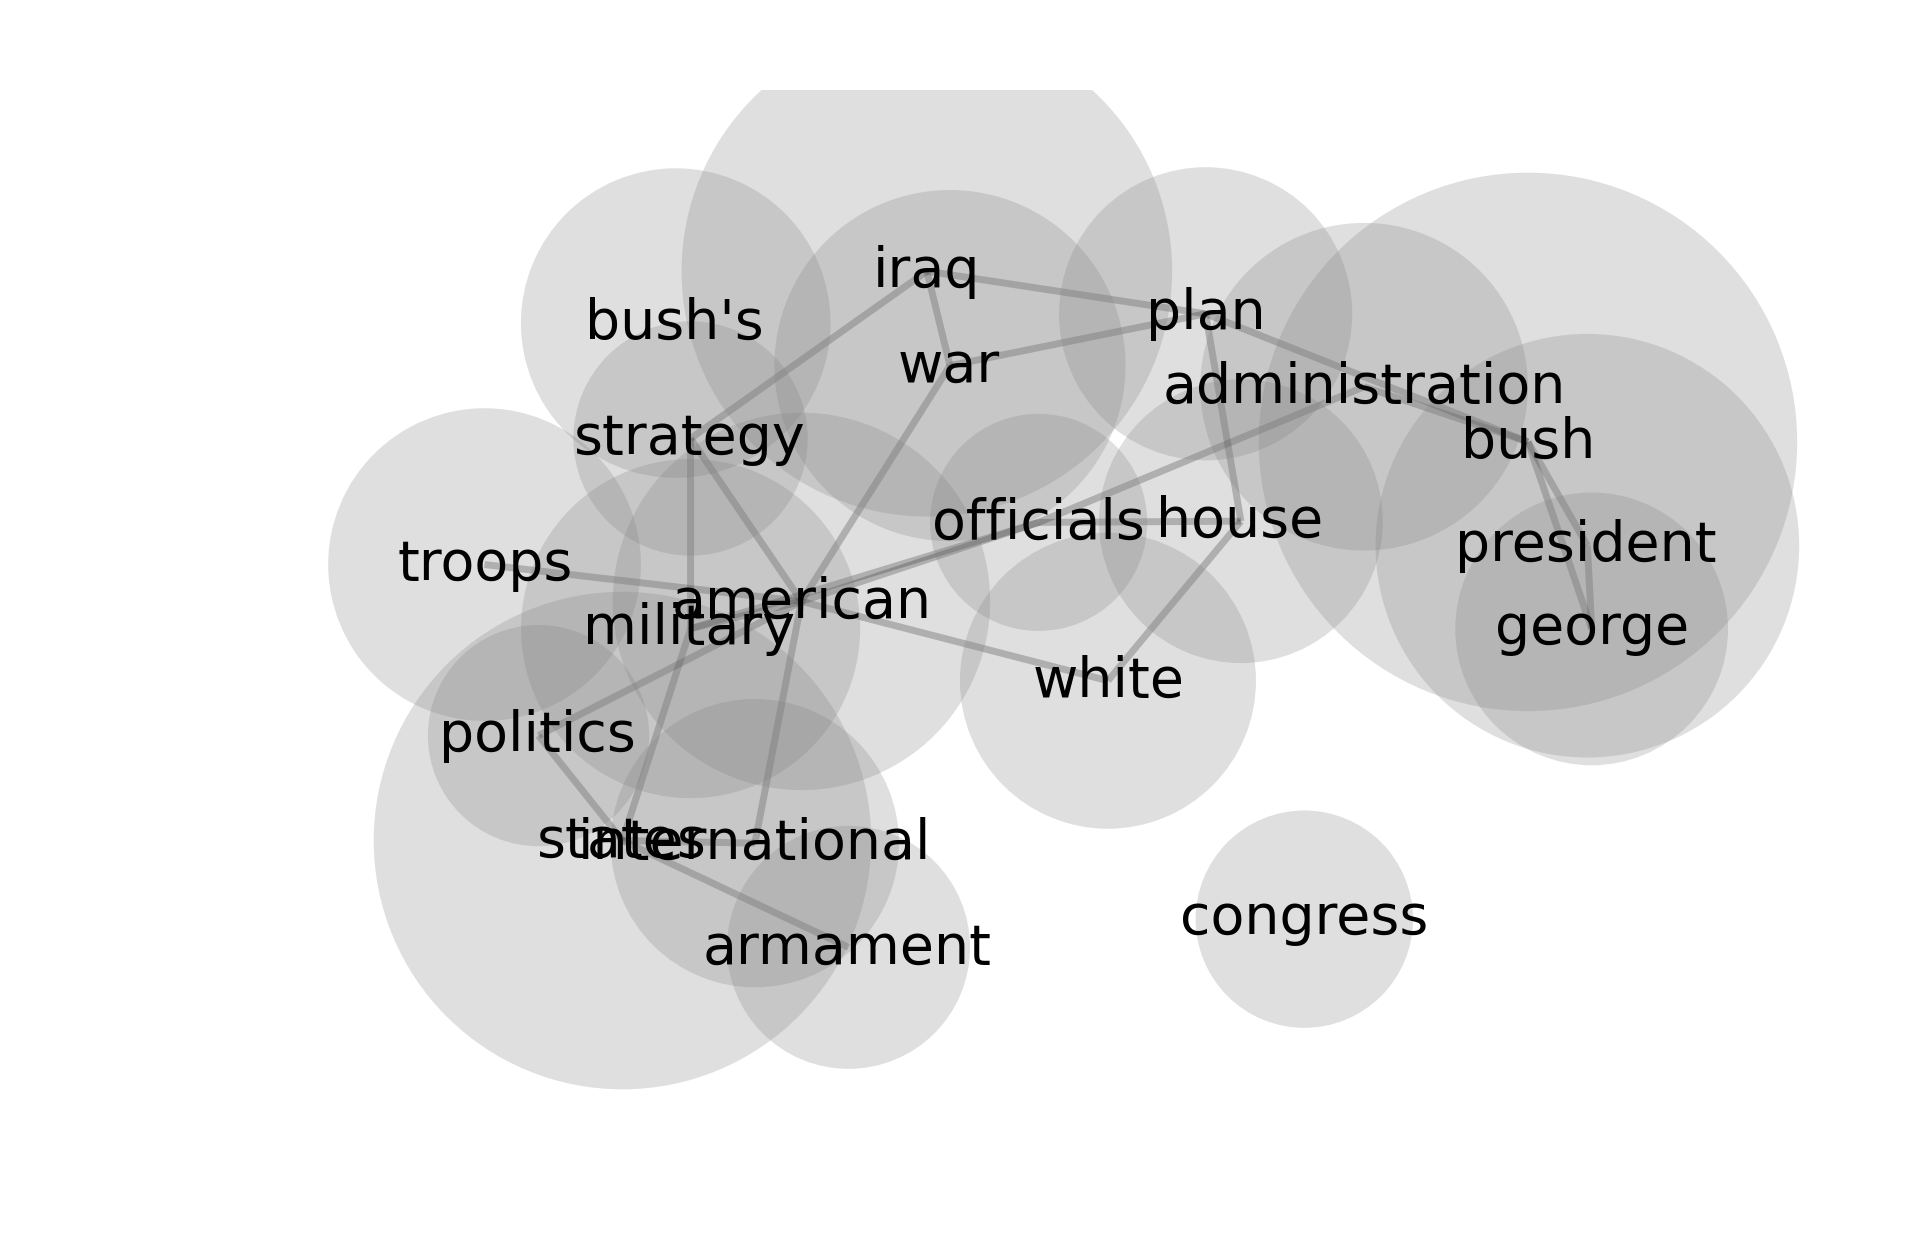 iraq
bush's
plan
war
administration
strategy
bush
officials
house
president
troops
american
military
george
white
politics
states
international
congress
armament